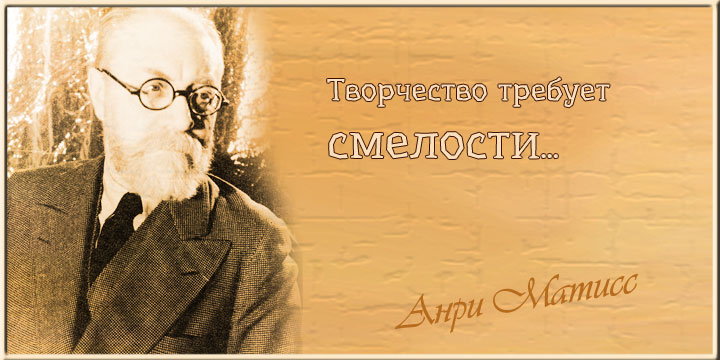 Творчество требует
смелости...
Анри Матисс